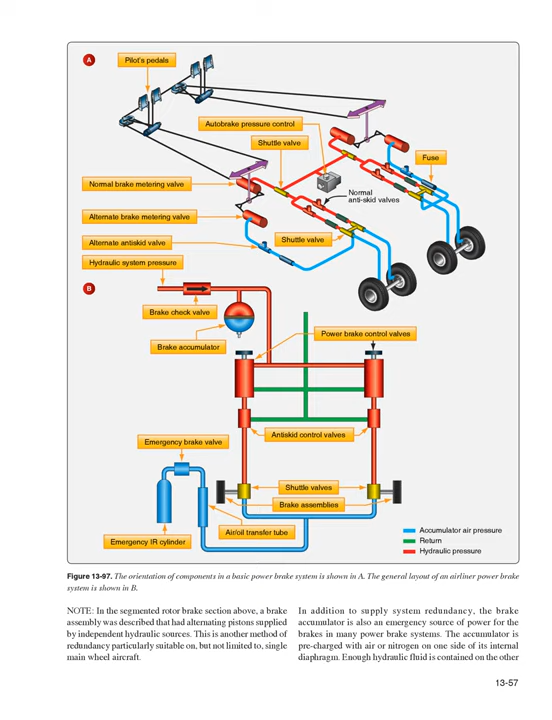 A
Pilot's pedals
Autobrake pressure control
Shuttle valve
Fuse
Normal brake metering valve
Normal
anti-skid valves
Alternate brake metering valve
Alternate antiskid valve
Shuttle valve
Hydraulic system pressure
B
Brake check valve
Power brake control valves
Brake accumulator
Antiskid control valves
Emergency brake valve
Shuttle valves
Brake assemblies
Air/oil transfer tube
Emergency IR cylinder
Accumulator air pressure
Return
Hydraulic pressure
Figure 13-97. The orientation of components in a basic power brake system is shown in A. The general layout of an airliner power brake
system is shown in B.
NOTE: In the segmented rotor brake section above, a brake
assembly was described that had alternating pistons supplied
by independent hydraulic sources. This is another method of
redundancy particularly suitable on, but not limited to, single
main wheel aircraft.
In addition to supply system redundancy, the brake
accumulator is also an emergency source of power for the
brakes in many power brake systems. The accumulator is
pre-charged with air or nitrogen on one side of its internal
diaphragm. Enough hydraulic fluid is contained on the other
13-57